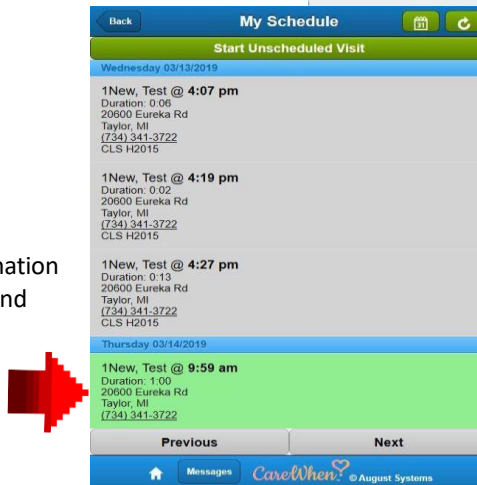 Back
My Schedule
31
Start Unscheduled Visit
Wednesday 03/13/2019
1New, Test @ 4:07 pm
Duration: 0:06
20600 Eureka Rd
Taylor, MI
(734) 341-3722
CLS H2015
1New, Test @ 4:19 pm
Duration: 0:02
20600 Eureka Rd
Taylor, MI
(734) 341-3722
CLS H2015
1New, Test @ 4:27 pm
Duration: 0:13
20600 Eureka Rd
Taylor, MI
(734) 341-3722
CLS H2015
nation
nd
Thursday 03/14/2019
1New, Test @ 9:59 am
Duration: 1:00
20600 Eureka Rd
Taylor, MI
(734) 341-3722
Previous Next
Messages CareWhen? © August Systems